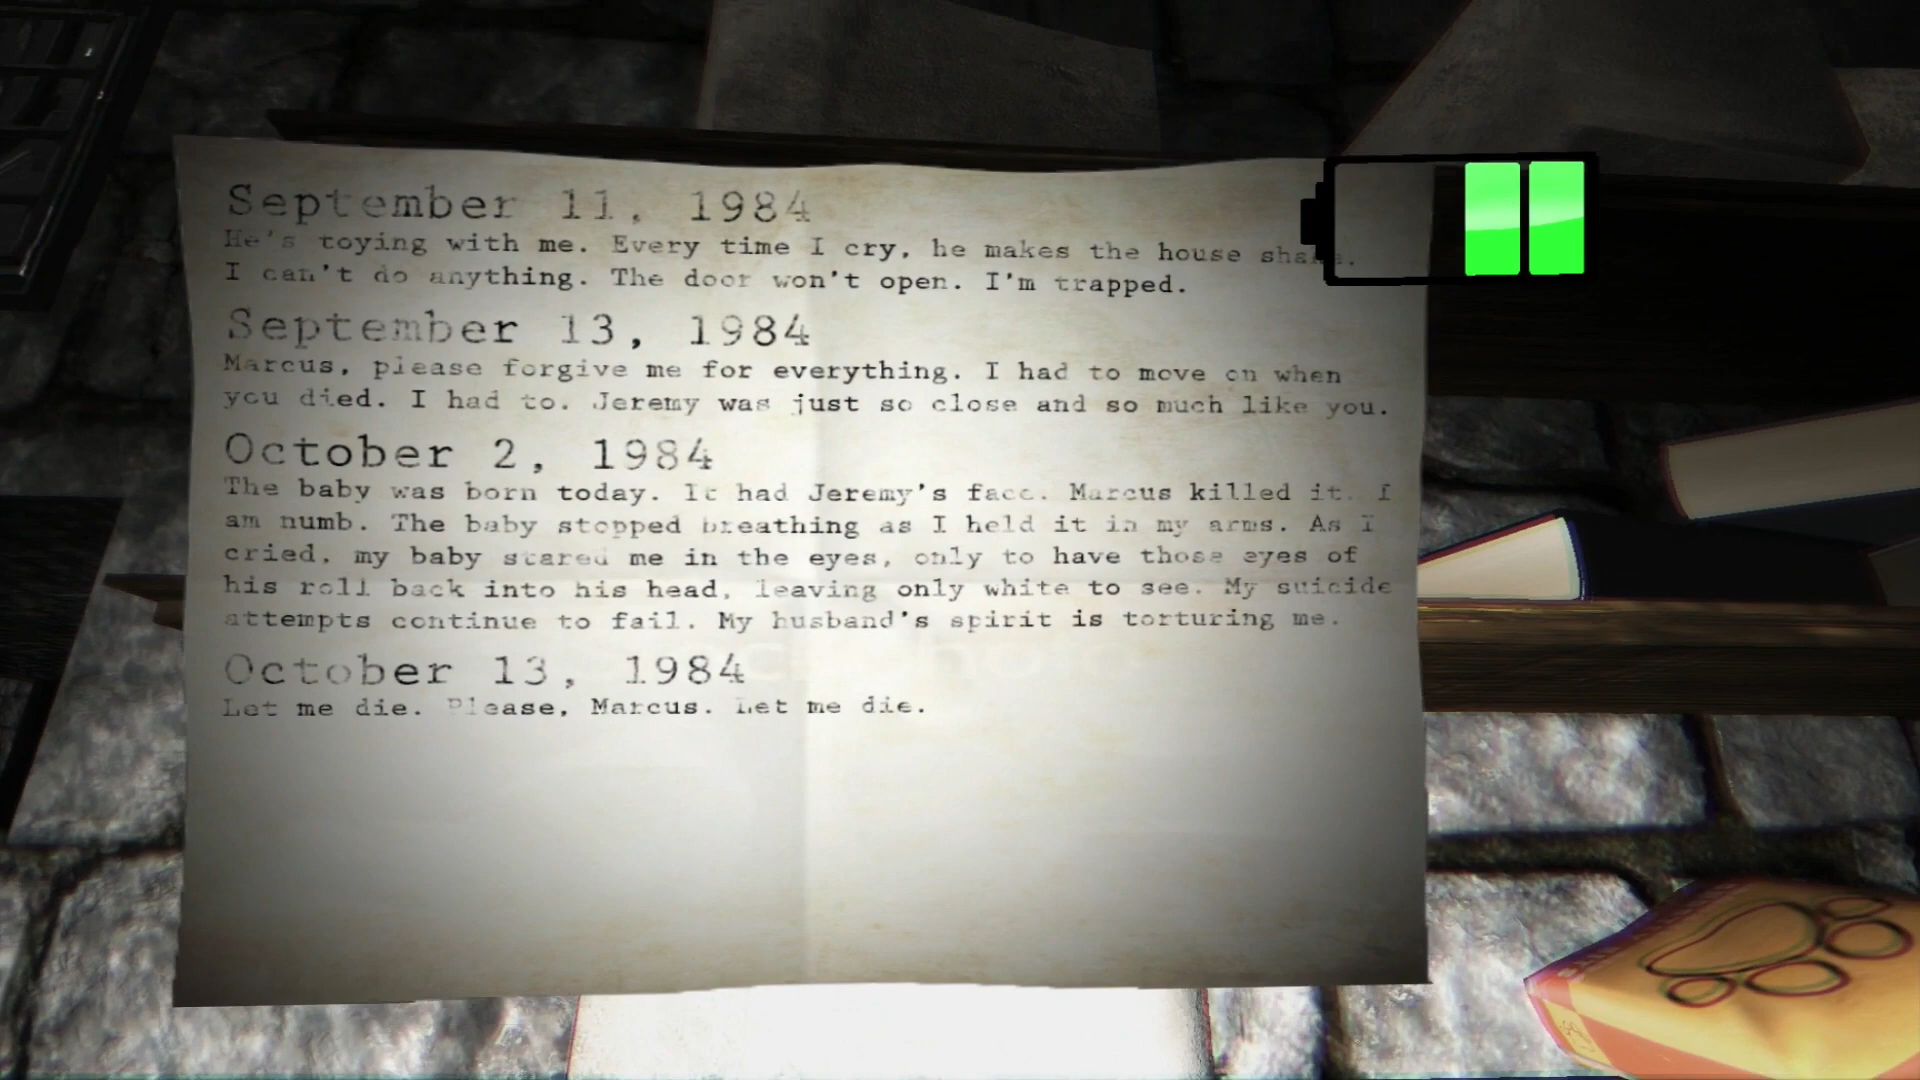 September 11, 1984
He's toying with me. Every time I cry, he makes the house shake.
I can't do anything. The door won't open. I'm trapped.
September 13, 1984
Marcus, please forgive me for everything. I had to move on when
you died. I had to. Jeremy was just so close and so much like you.
October 2, 1984
The baby was born today. It had Jeremy's face. Marcus killed it. I
am numb. The baby stopped breathing as I held it in my arms. As I
cried, my baby stared me in the eyes, only to have those eyes of
his roll back into his head, leaving only white to see. My suicide
attempts continue to fail. My husband's spirit is torturing me.
October 13, 1984
Let me die. Please, Marcus. Let me die.